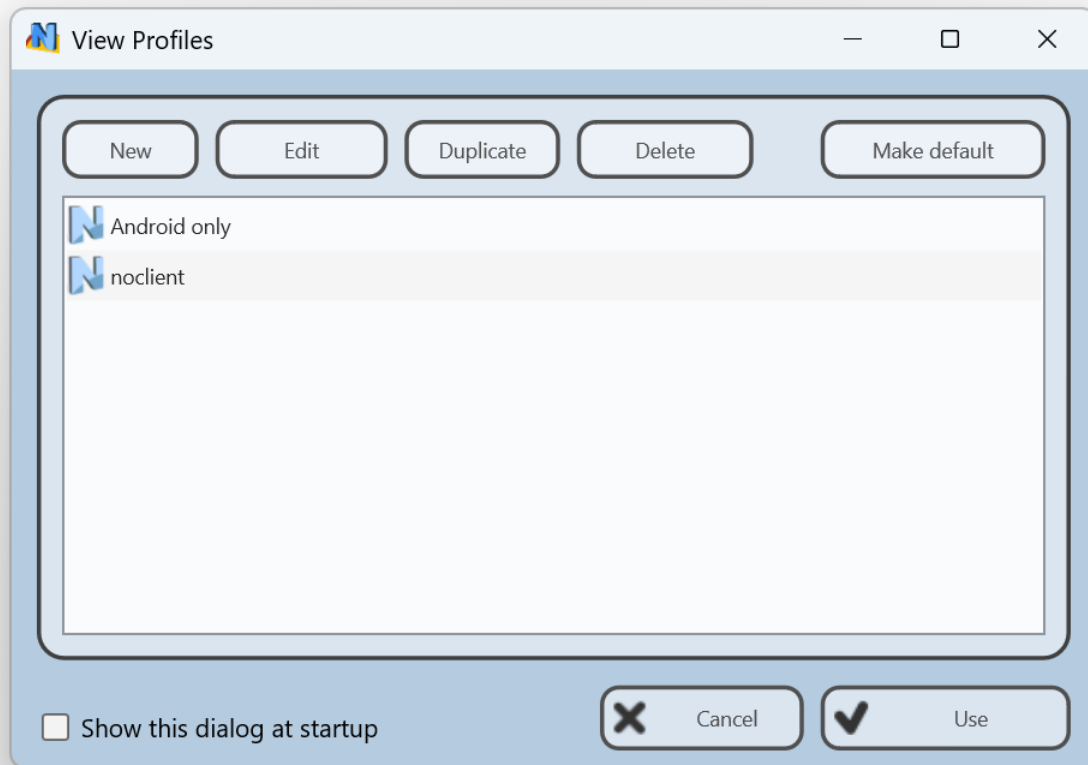 View Profiles
New Edit Duplicate Delete Make default
Android only
noclient
Show this dialog at startup Cancel Use